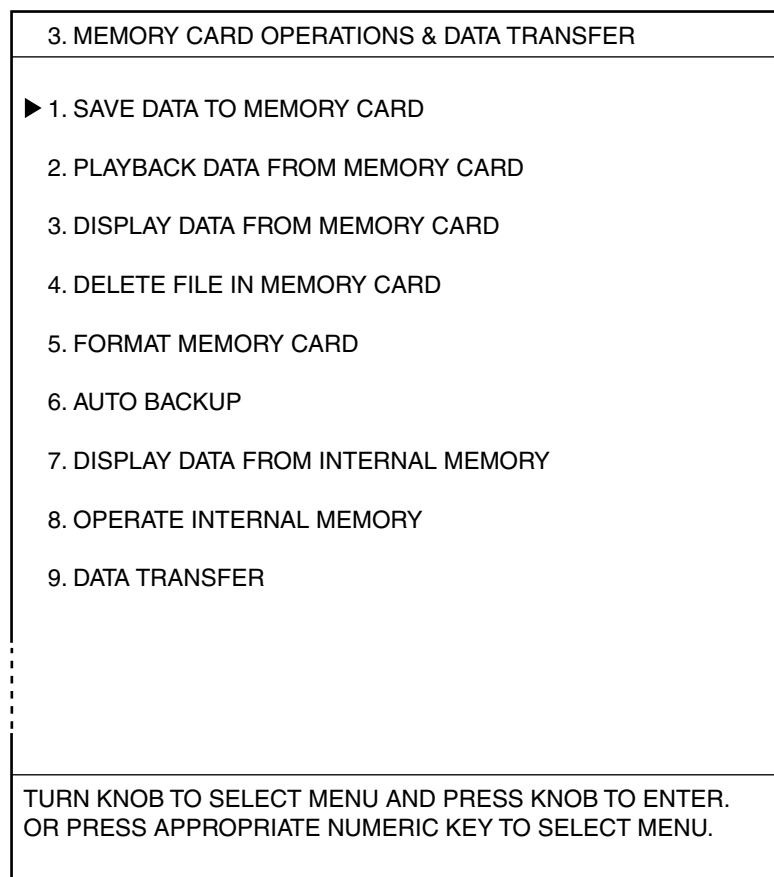 3. MEMORY CARD OPERATIONS & DATA TRANSFER
1. SAVE DATA TO MEMORY CARD
2. PLAYBACK DATA FROM MEMORY CARD
3. DISPLAY DATA FROM MEMORY CARD
4. DELETE FILE IN MEMORY CARD
5. FORMAT MEMORY CARD
6. AUTO BACKUP
7. DISPLAY DATA FROM INTERNAL MEMORY
8. OPERATE INTERNAL MEMORY
9. DATA TRANSFER
TURN KNOB TO SELECT MENU AND PRESS KNOB TO ENTER.
OR PRESS APPROPRIATE NUMERIC KEY TO SELECT MENU.